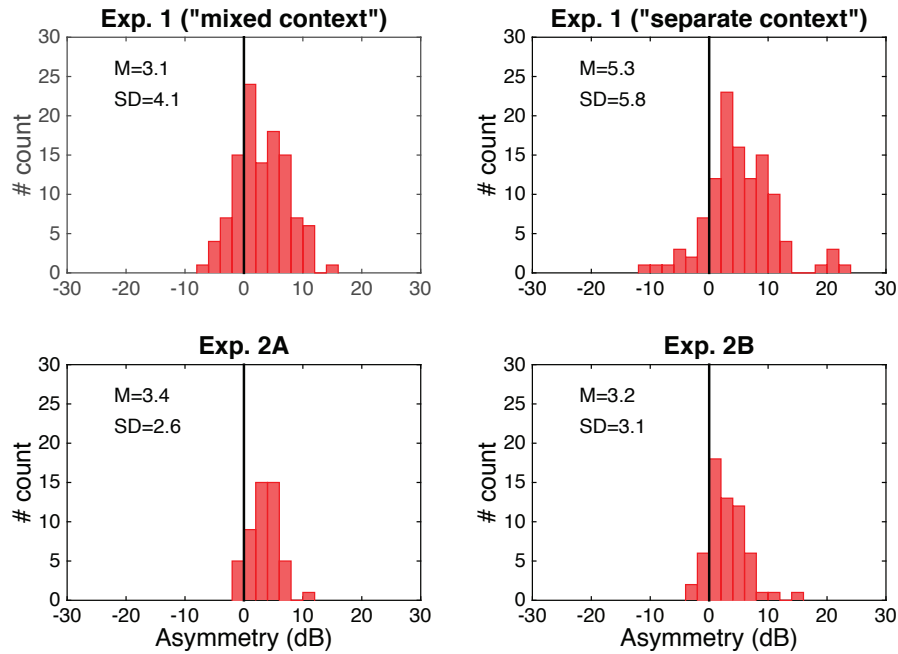 Exp. 1 ("mixed context")
30
25
20
15
10
5
0
# count
M=3.1
SD=4.1
-30 -20 -10 0 10 20 30
Exp. 1 ("separate context")
30
25
20
15
10
5
0
# count
M=5.3
SD=5.8
-30 -20 -10 0 10 20 30
Exp. 2A
30
25
20
15
10
5
0
# count
M=3.4
SD=2.6
-30 -20 -10 0 10 20 30
Asymmetry (dB)
Exp. 2B
30
25
20
15
10
5
0
# count
M=3.2
SD=3.1
-30 -20 -10 0 10 20 30
Asymmetry (dB)